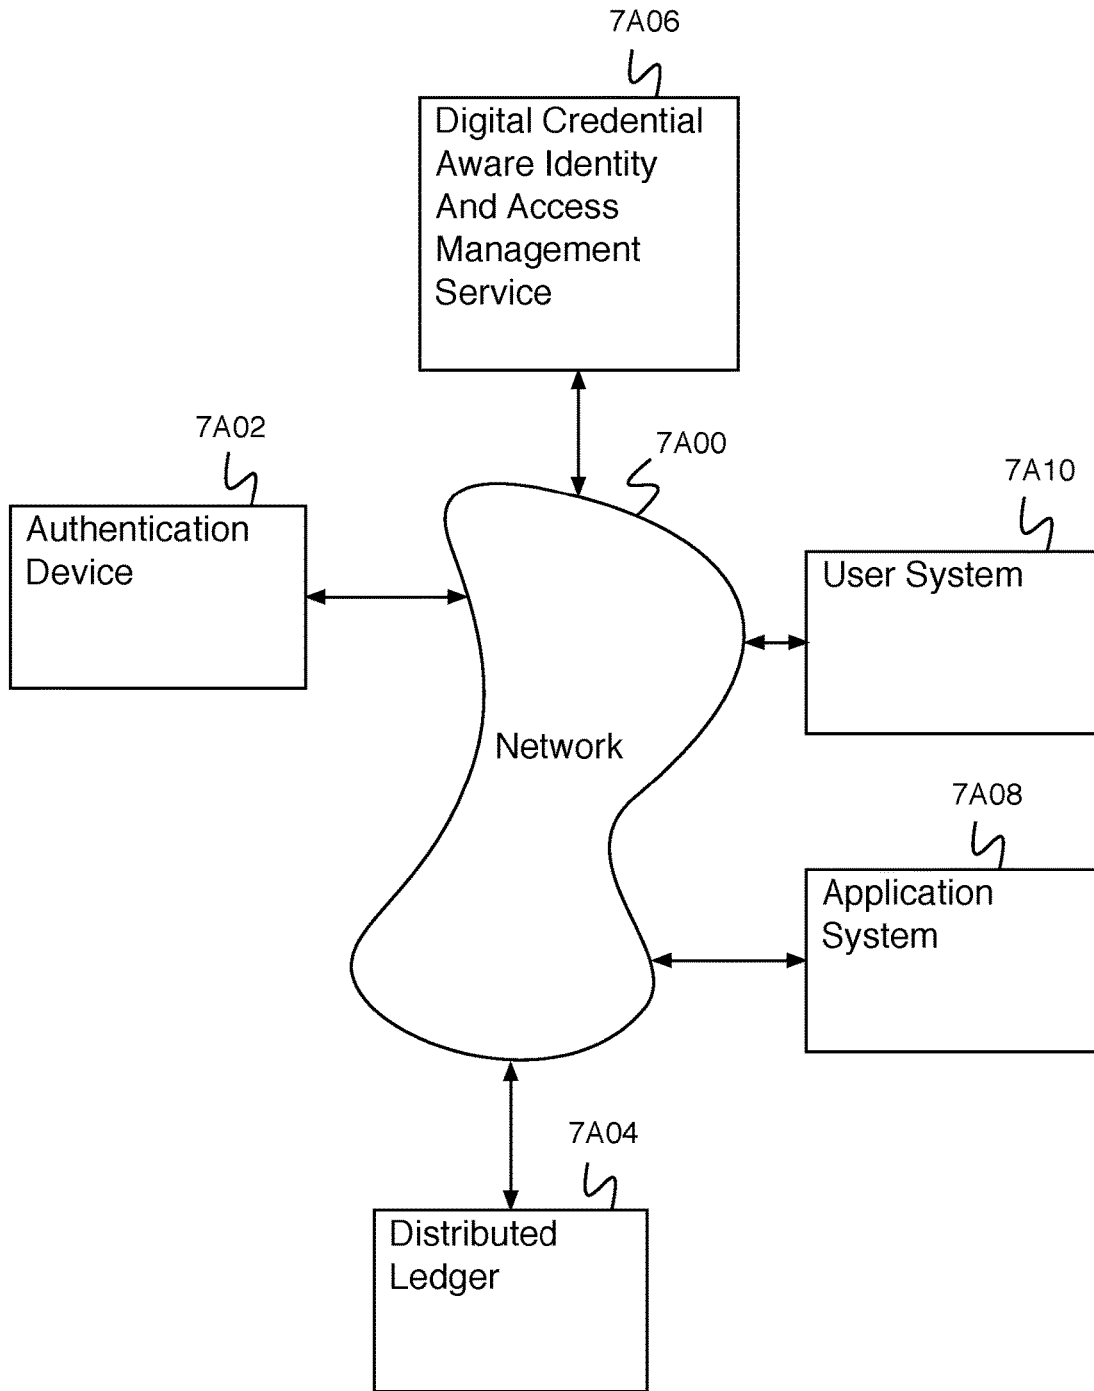 7A06
Digital Credential
Aware Identity
And Access
Management
Service
7A02
7A00
7A10
Authentication
Device
User System
Network
7A08
Application
System
7A04
Distributed
Ledger